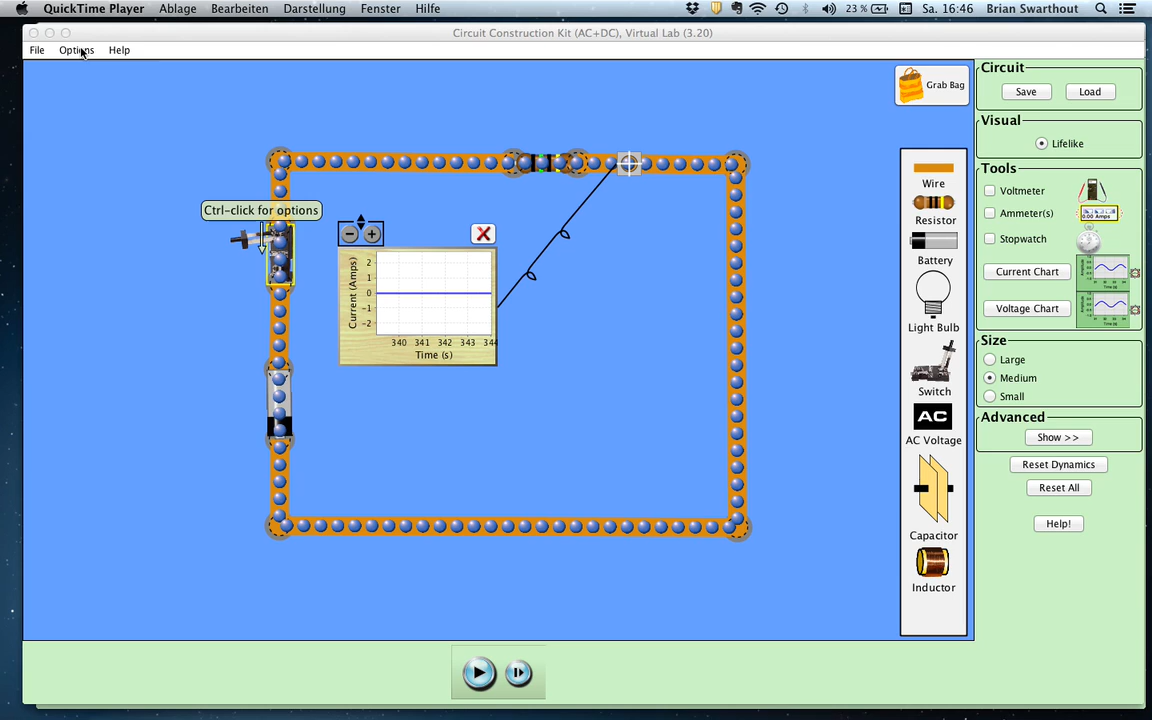 QuickTime Player Ablage Bearbeiten Darstellung Fenster Hilfe 23 % Sa. 16:46 Brian Swarthout
Circuit Construction Kit (AC+DC), Virtual Lab (3.20)
File Options Help
Grab Bag
Circuit
Save Load
Visual
Lifelike
Tools
Voltmeter
Ammeter(s)
0.00 Amps
Stopwatch
Current Chart
Voltage Chart
Size
Large
Medium
Small
Advanced
Show >>
Reset Dynamics
Reset All
Help!
Wire
Resistor
Battery
Light Bulb
Switch
AC
AC Voltage
Capacitor
Inductor
Ctrl-click for options
Current (Amps)
2
1
0
−1
−2
340 341 342 343 344
Time (s)